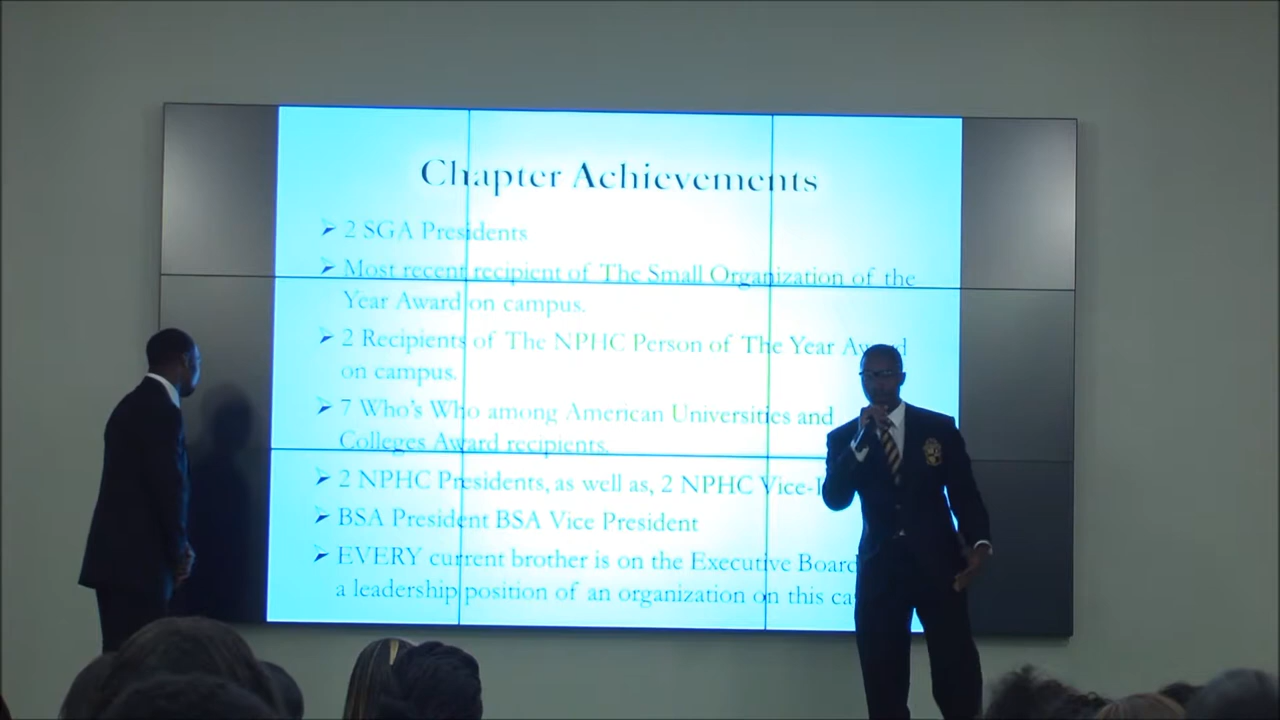 Chapter Achievements
2 SGA Presidents
Most recent recipient of The Small Organization of the
Year Award on campus.
2 Recipients of The NPHC Person of The Year Award
on campus.
7 Who's Who among American Universities and
Colleges Award recipients.
2 NPHC Presidents, as well as, 2 NPHC
BSA President BSA Vice President
EVERY current brother is on the Executive Board
a leadership position of an organization on this